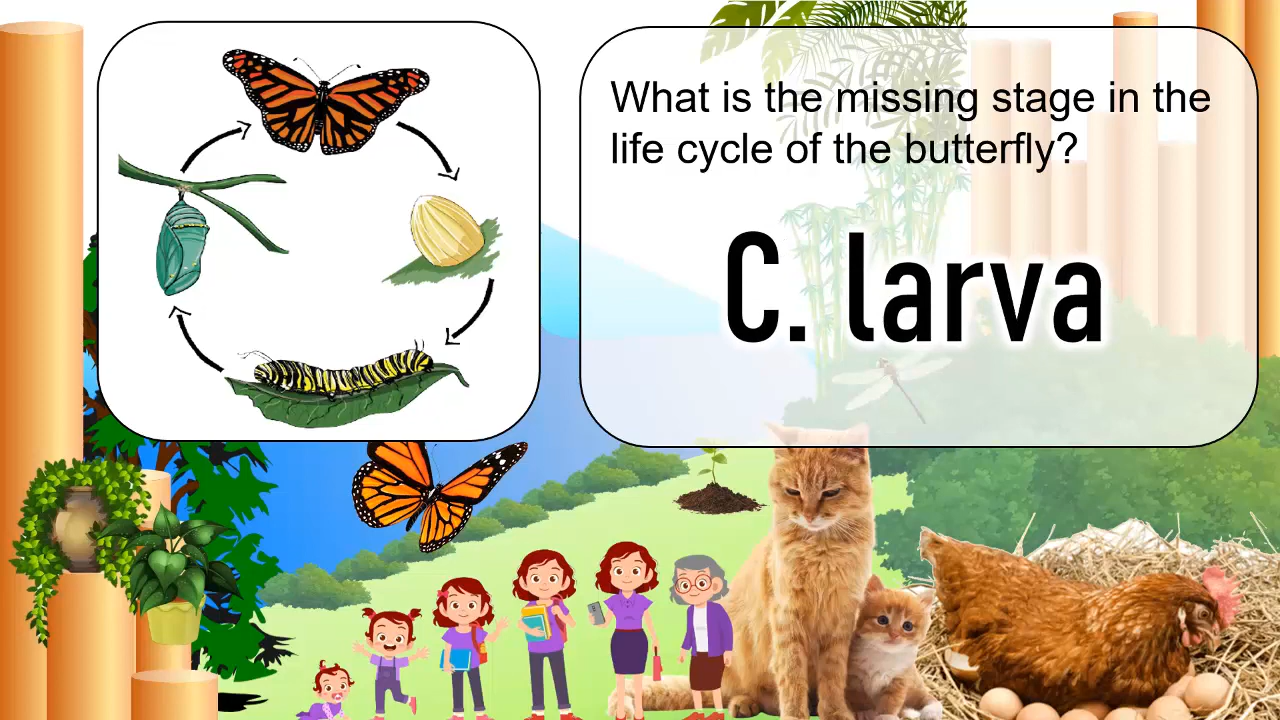 What is the missing stage in the
life cycle of the butterfly?
C. larva